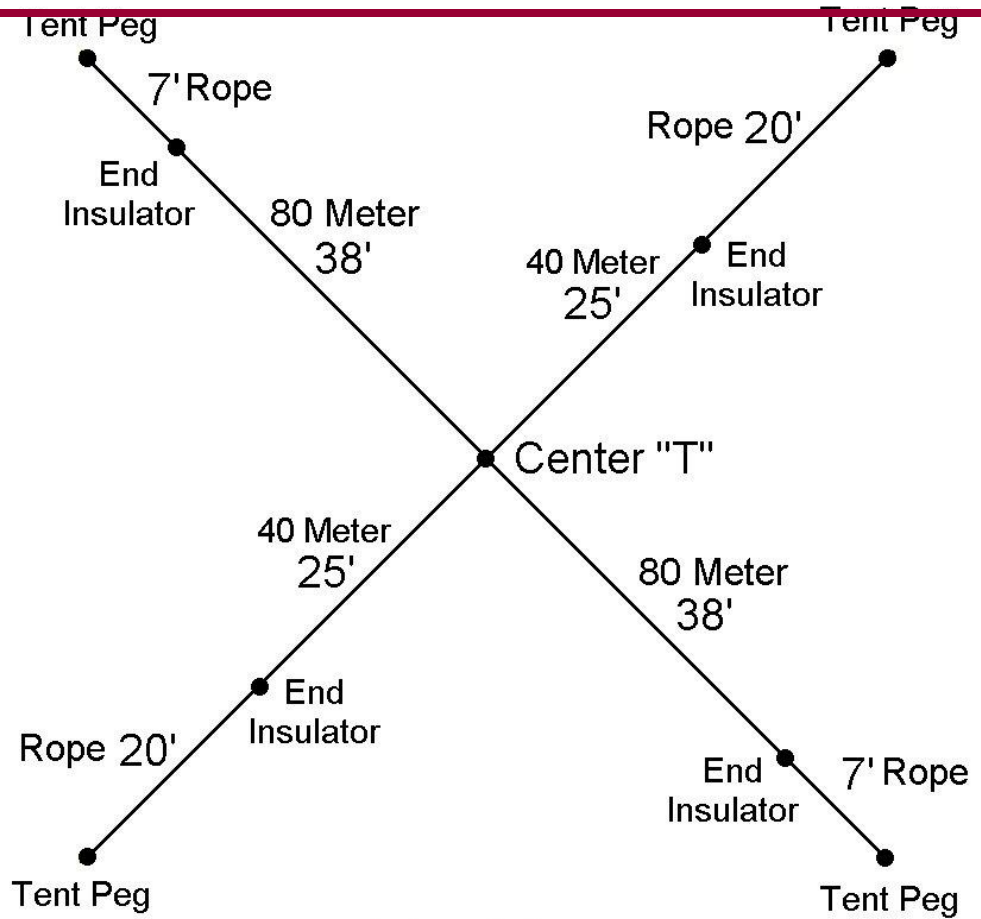 Tent Peg
Tent Peg
7' Rope
Rope 20'
End
Insulator
80 Meter
38'
40 Meter
25'
End
Insulator
Center "T"
40 Meter
25'
80 Meter
38'
End
Insulator
Rope 20'
End
Insulator
7' Rope
Tent Peg
Tent Peg